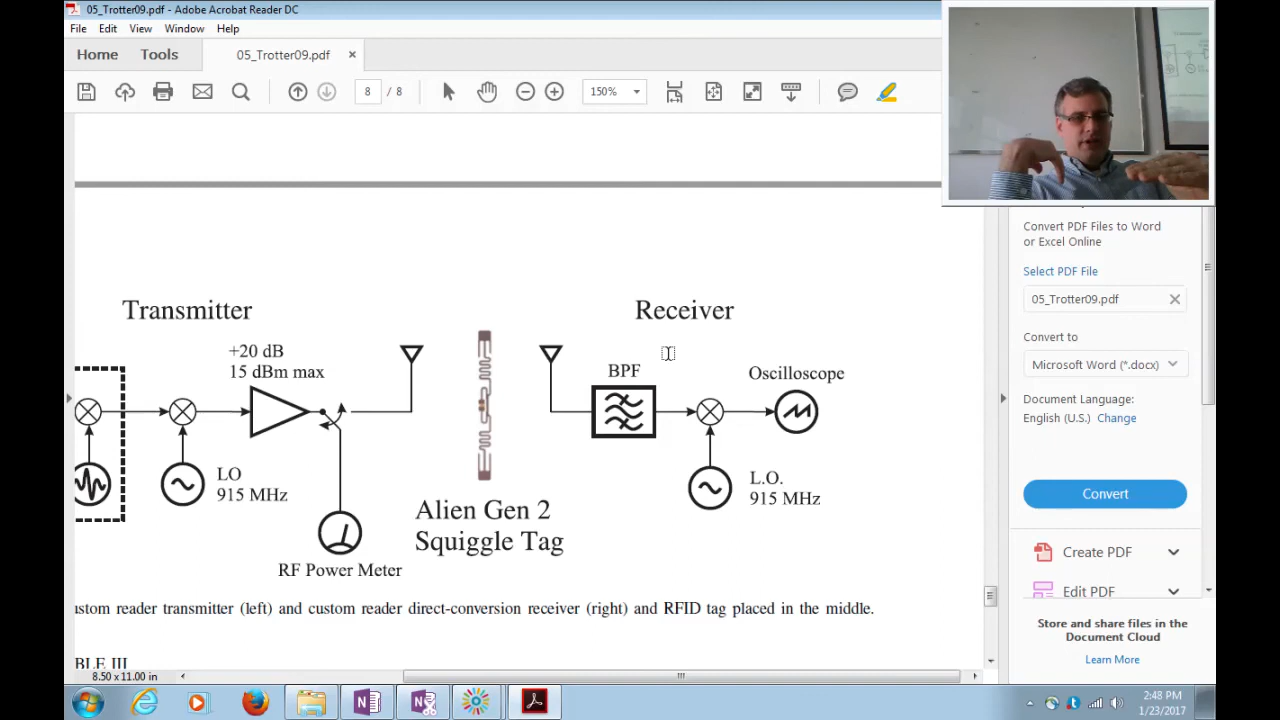 05_Trotter09.pdf - Adobe Acrobat Reader DC
File Edit View Window Help
Home Tools 05_Trotter09.pdf ×
8 / 8 150%
Convert PDF Files to Word
or Excel Online
Select PDF File
05_Trotter09.pdf
Convert to
Microsoft Word (*.docx)
Document Language:
English (U.S.) Change
Convert
Create PDF
Edit PDF
Store and share files in the
Document Cloud
Learn More
Transmitter
Receiver
+20 dB
15 dBm max
BPF
Oscilloscope
LO
915 MHz
L.O.
915 MHz
Alien Gen 2
Squiggle Tag
RF Power Meter
ustom reader transmitter (left) and custom reader direct-conversion receiver (right) and RFID tag placed in the middle.
BLE III
8.50 x 11.00 in
2:48 PM
1/23/2017